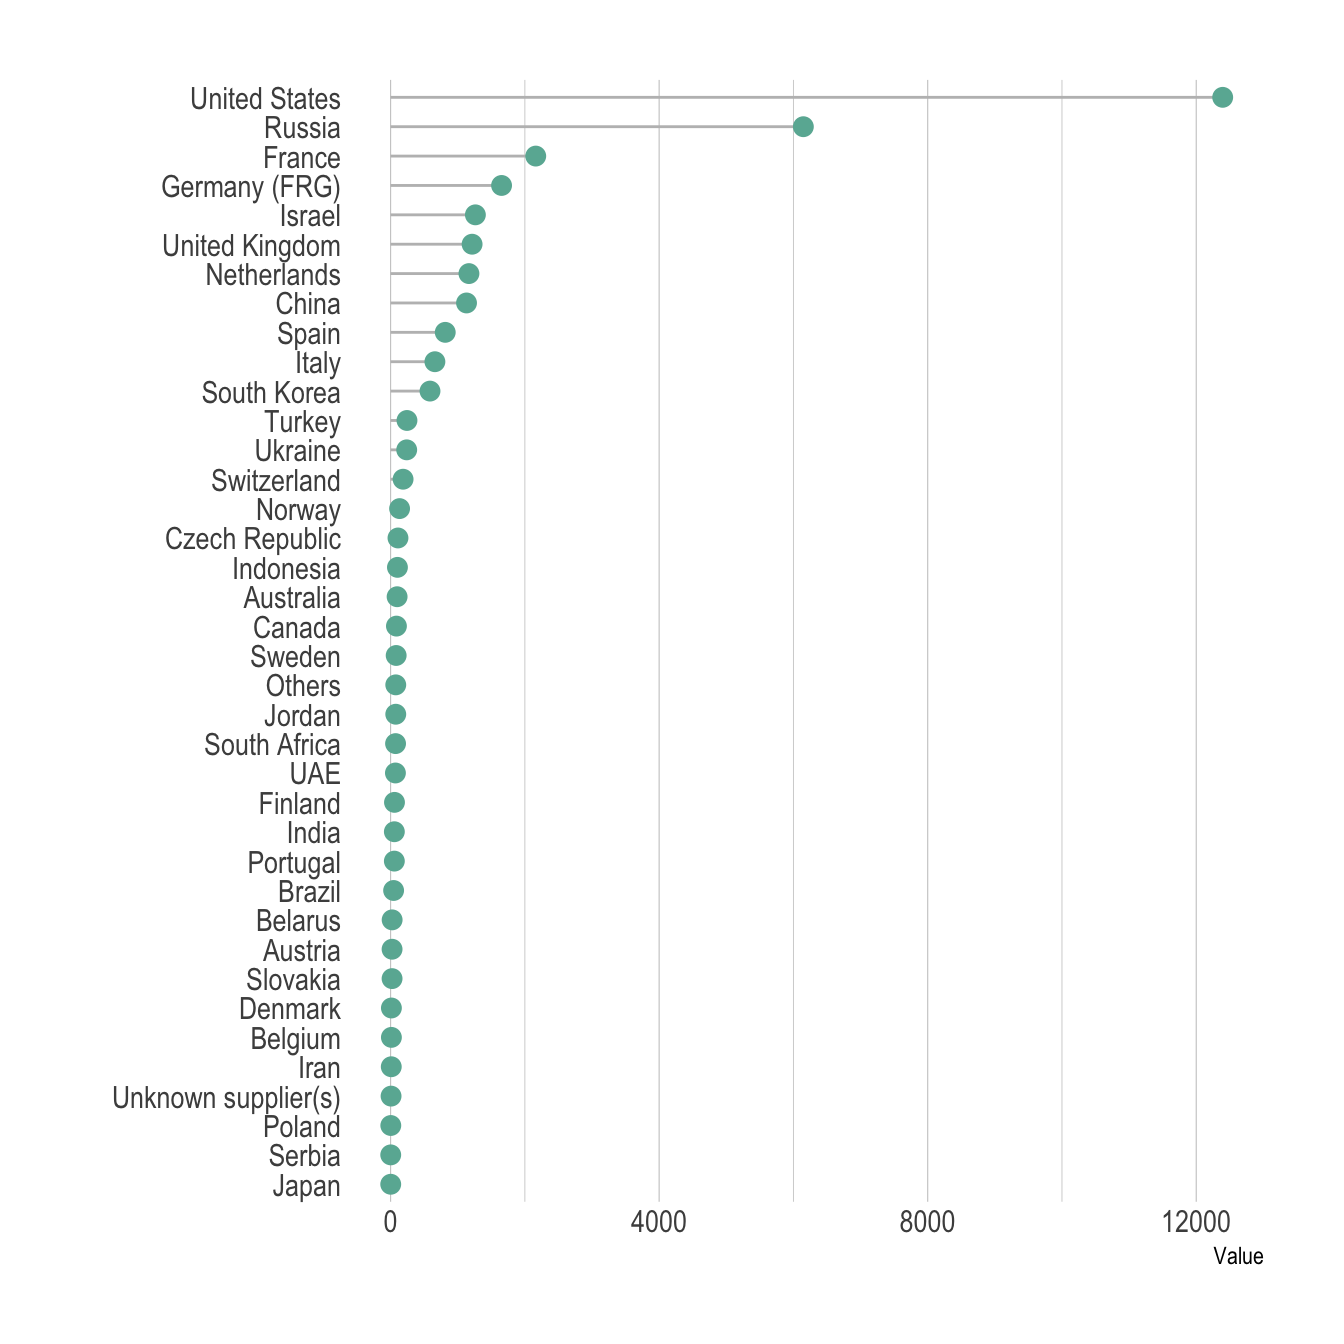 United States
Russia
France
Germany (FRG)
Israel
United Kingdom
Netherlands
China
Spain
Italy
South Korea
Turkey
Ukraine
Switzerland
Norway
Czech Republic
Indonesia
Australia
Canada
Sweden
Others
Jordan
South Africa
UAE
Finland
India
Portugal
Brazil
Belarus
Austria
Slovakia
Denmark
Belgium
Iran
Unknown supplier(s)
Poland
Serbia
Japan
0 4000 8000 12000
Value